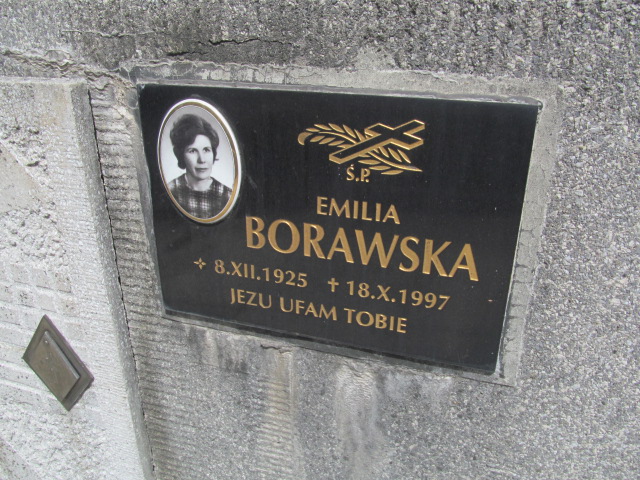 Ś.P.
EMILIA
BORAWSKA
✧ 8.XII.1925 ✝ 18.X.1997
JEZU UFAM TOBIE